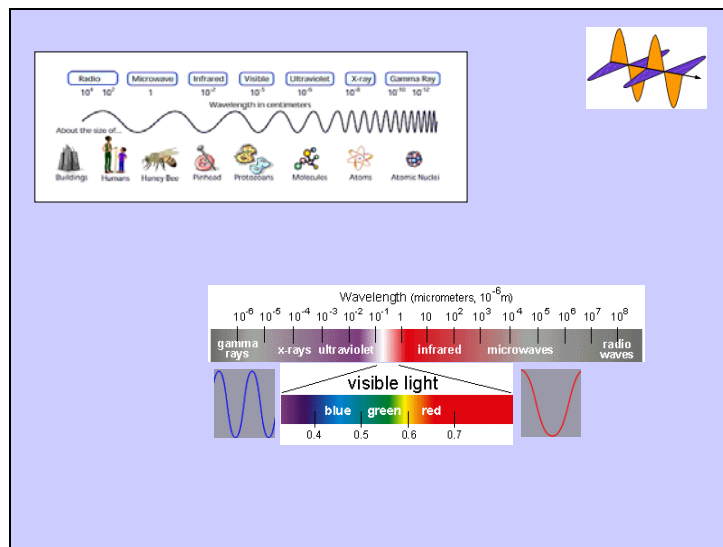 Radio Microwave Infrared Visible Ultraviolet X-ray Gamma Ray
10⁴ 10² 1 10⁻² 10⁻⁵ 10⁻⁶ 10⁻⁸ 10⁻¹⁰ 10⁻¹²
Wavelength in centimeters
About the size of...
Buildings Humans Honey Bee Pinhead Protozoans Molecules Atoms Atomic Nuclei
Wavelength (micrometers, 10⁻⁶m)
10⁻⁶ 10⁻⁵ 10⁻⁴ 10⁻³ 10⁻² 10⁻¹ 1 10 10² 10³ 10⁴ 10⁵ 10⁶ 10⁷ 10⁸
gamma rays x-rays ultraviolet infrared microwaves radio waves
visible light
blue green red
0.4 0.5 0.6 0.7